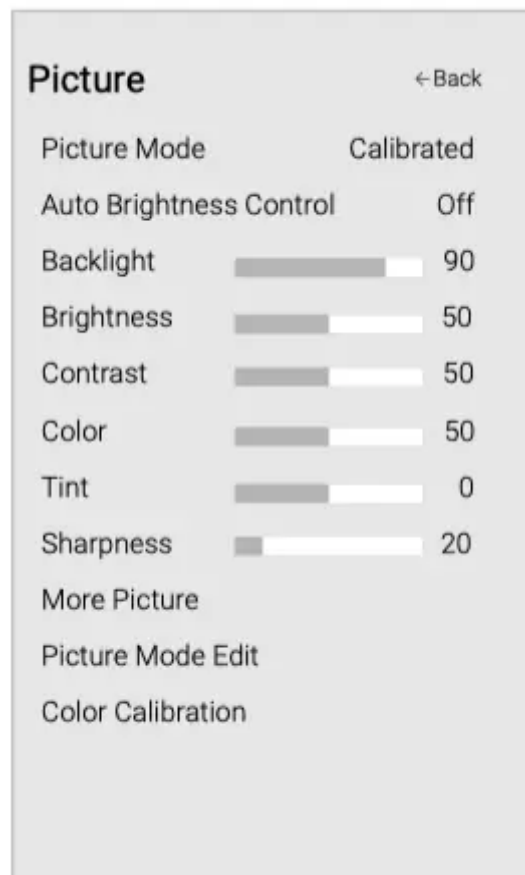 Picture ←Back
Picture Mode Calibrated
Auto Brightness Control Off
Backlight 90
Brightness 50
Contrast 50
Color 50
Tint 0
Sharpness 20
More Picture
Picture Mode Edit
Color Calibration